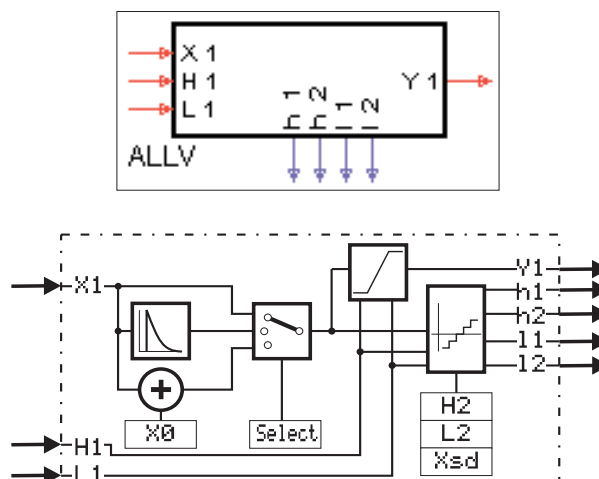 X 1
H 1
L 1
Y 1
h 1
h 2
l 1
l 2
ALLV
X1
Y1
h1
h2
l1
l2
X0
Select
H2
L2
Xsd
H1
L1